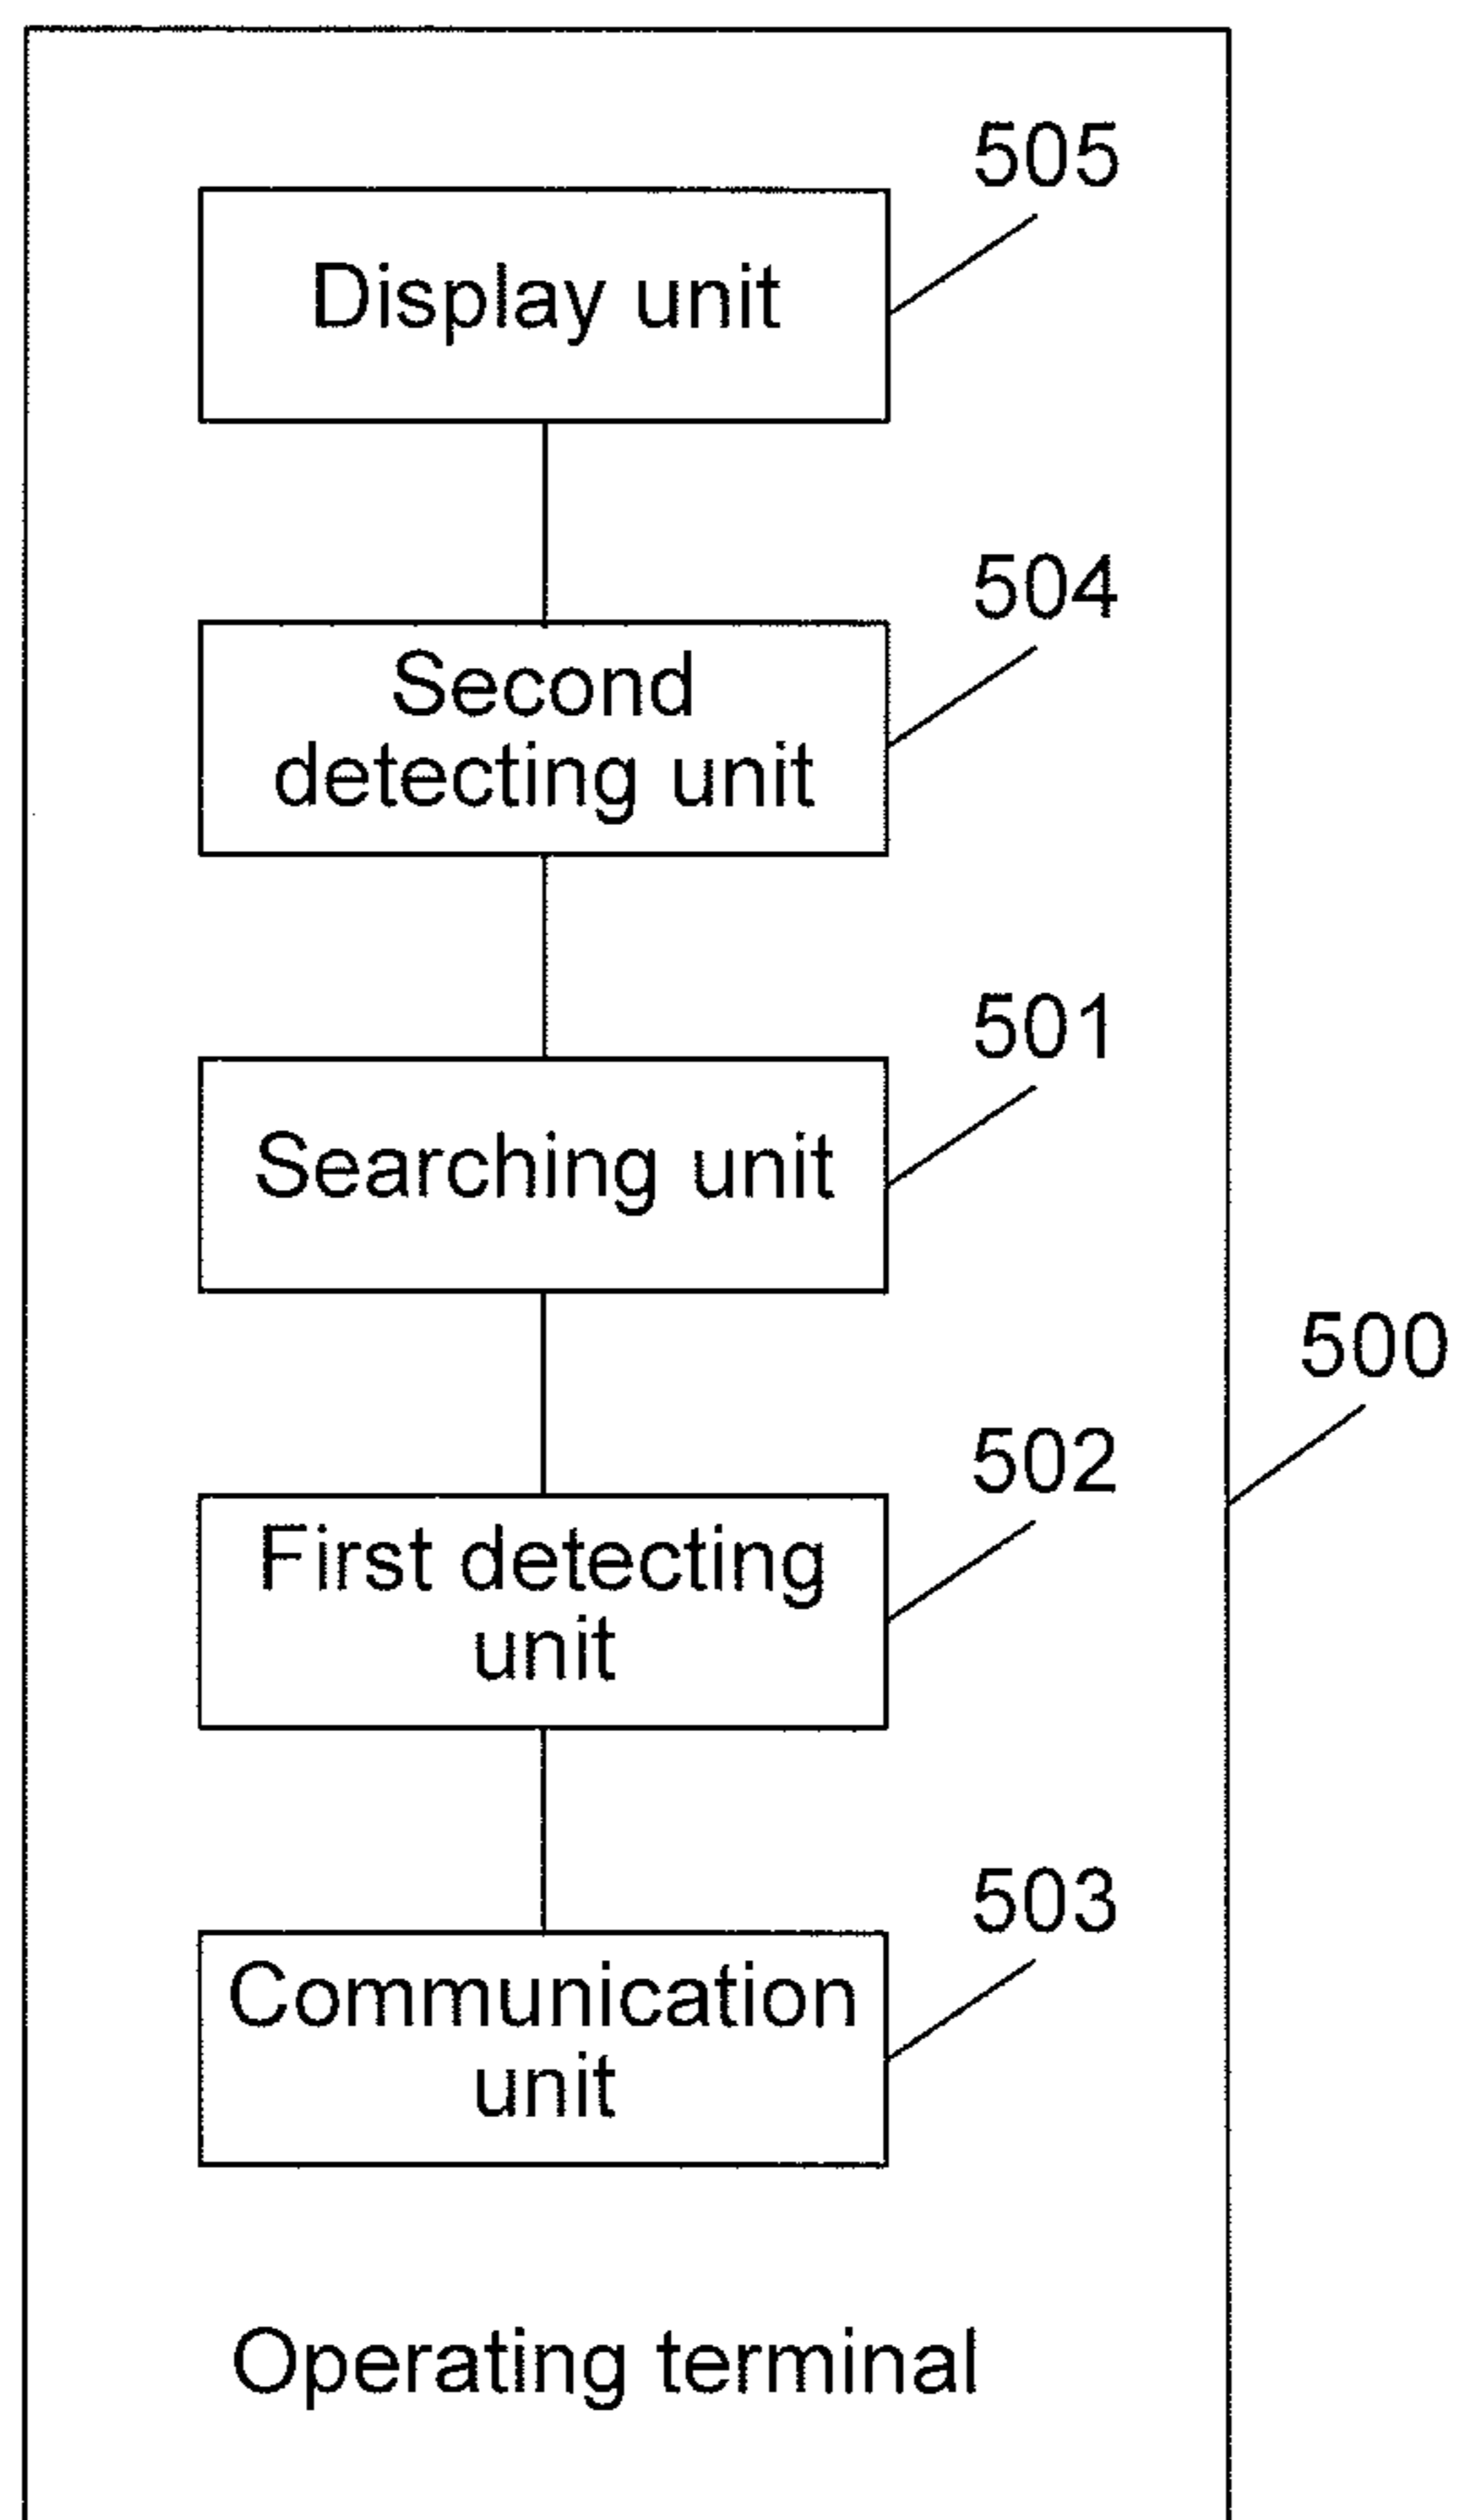 505
Display unit
504
Second
detecting unit
501
Searching unit
500
502
First detecting
unit
503
Communication
unit
Operating terminal